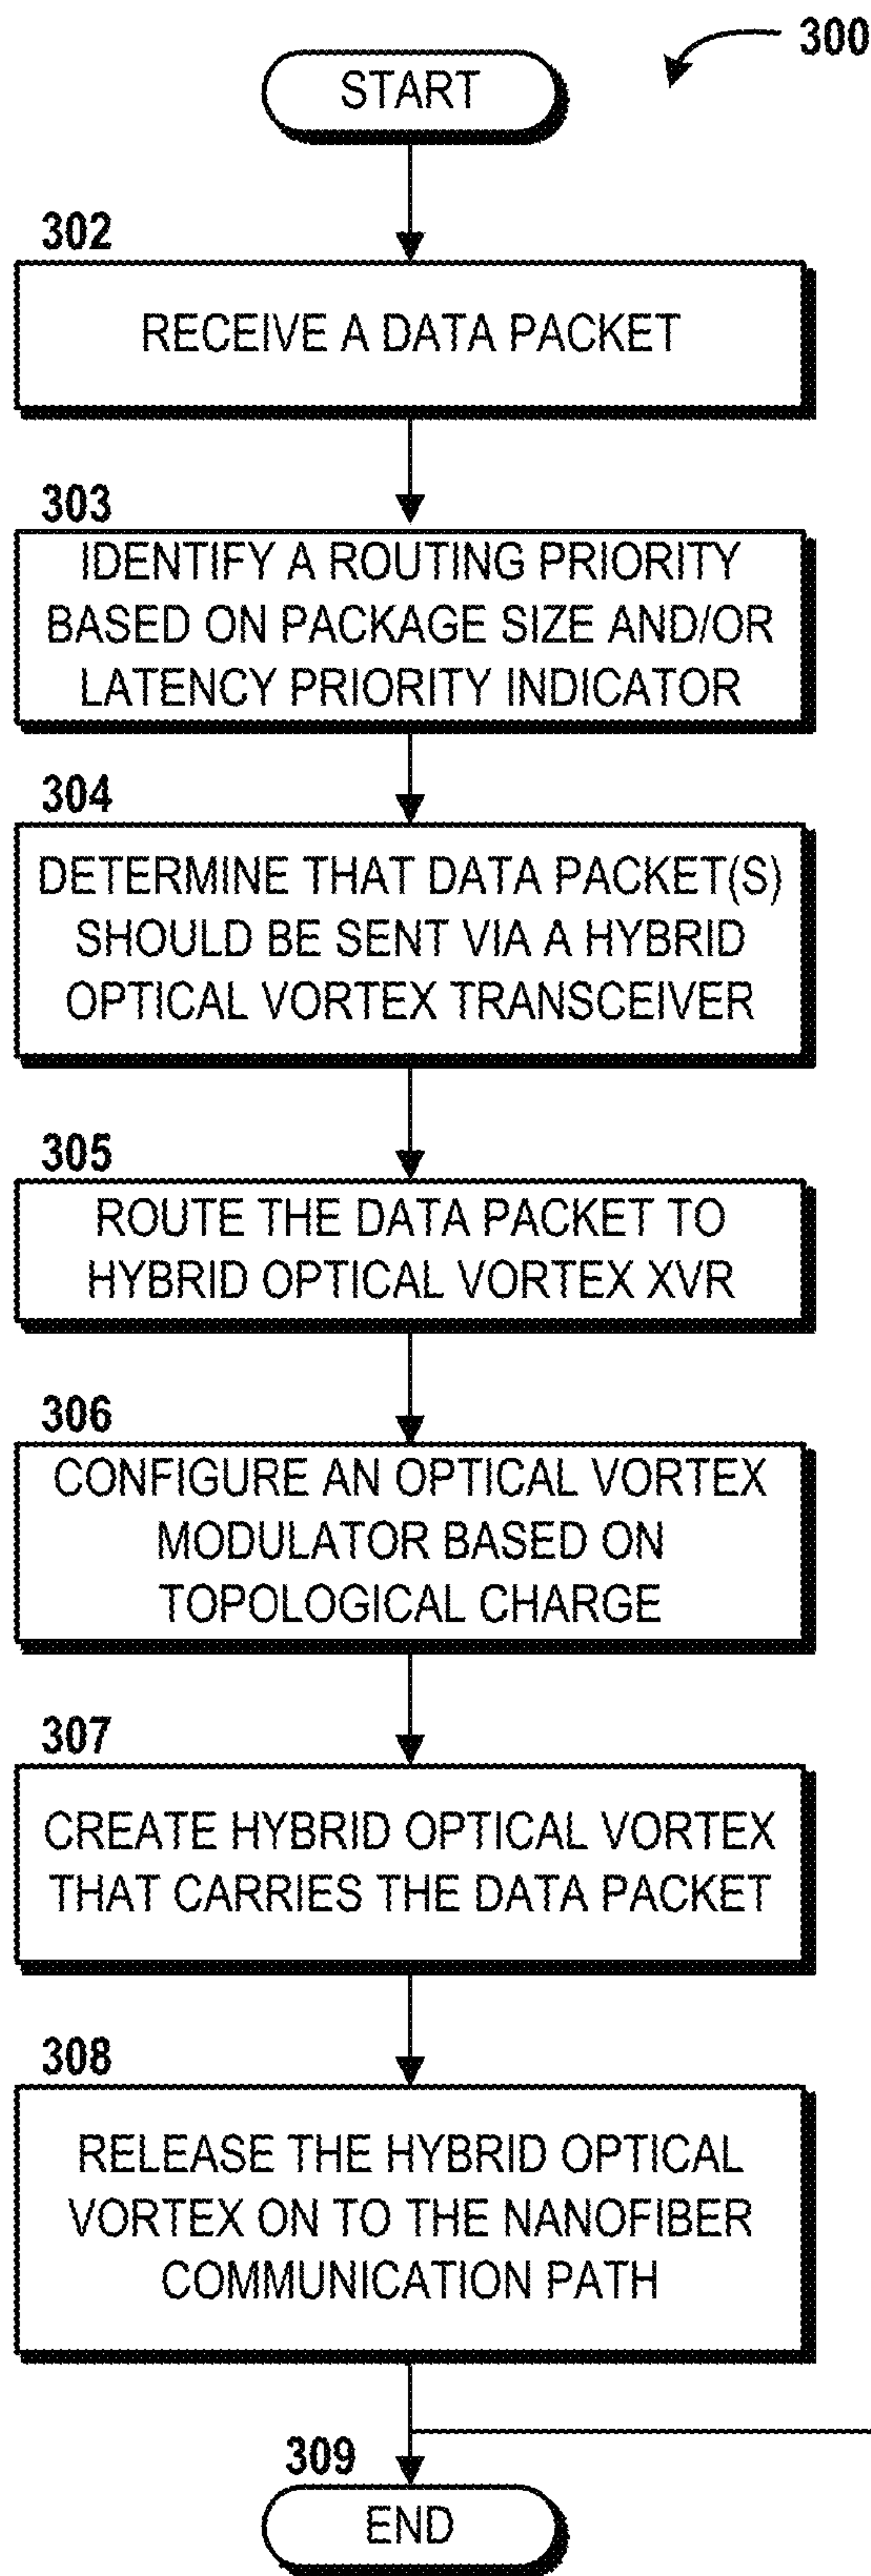 300
START
302
RECEIVE A DATA PACKET
303
IDENTIFY A ROUTING PRIORITY
BASED ON PACKAGE SIZE AND/OR
LATENCY PRIORITY INDICATOR
304
DETERMINE THAT DATA PACKET(S)
SHOULD BE SENT VIA A HYBRID
OPTICAL VORTEX TRANSCEIVER
305
ROUTE THE DATA PACKET TO
HYBRID OPTICAL VORTEX XVR
306
CONFIGURE AN OPTICAL VORTEX
MODULATOR BASED ON
TOPOLOGICAL CHARGE
307
CREATE HYBRID OPTICAL VORTEX
THAT CARRIES THE DATA PACKET
308
RELEASE THE HYBRID OPTICAL
VORTEX ON TO THE NANOFIBER
COMMUNICATION PATH
309
END